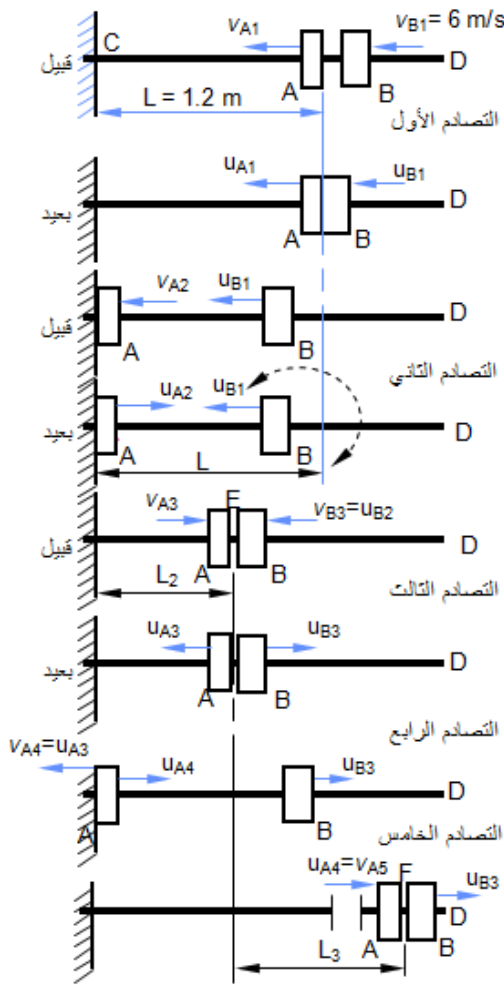 vA1 vB1= 6 m/s
قبيل C D
A B
L = 1.2 m
التصادم الأول
uA1 uB1
بعيد D
A B
vA2 uB1
قبيل D
A B
التصادم الثاني
uA2 uB1
بعيد D
A B
L
vA3 F vB3=uB2
قبيل D
A B
L2
التصادم الثالث
uA3 uB3
بعيد D
A B
التصادم الرابع
vA4=uA3
uA4 uB3
D
A B
التصادم الخامس
uA4=vA5 F uB3
D
A B
L3